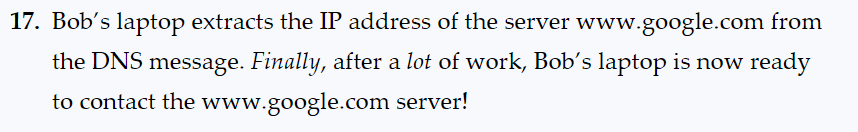 17. Bob's laptop extracts the IP address of the server www.google.com from
the DNS message. Finally, after a lot of work, Bob's laptop is now ready
to contact the www.google.com server!